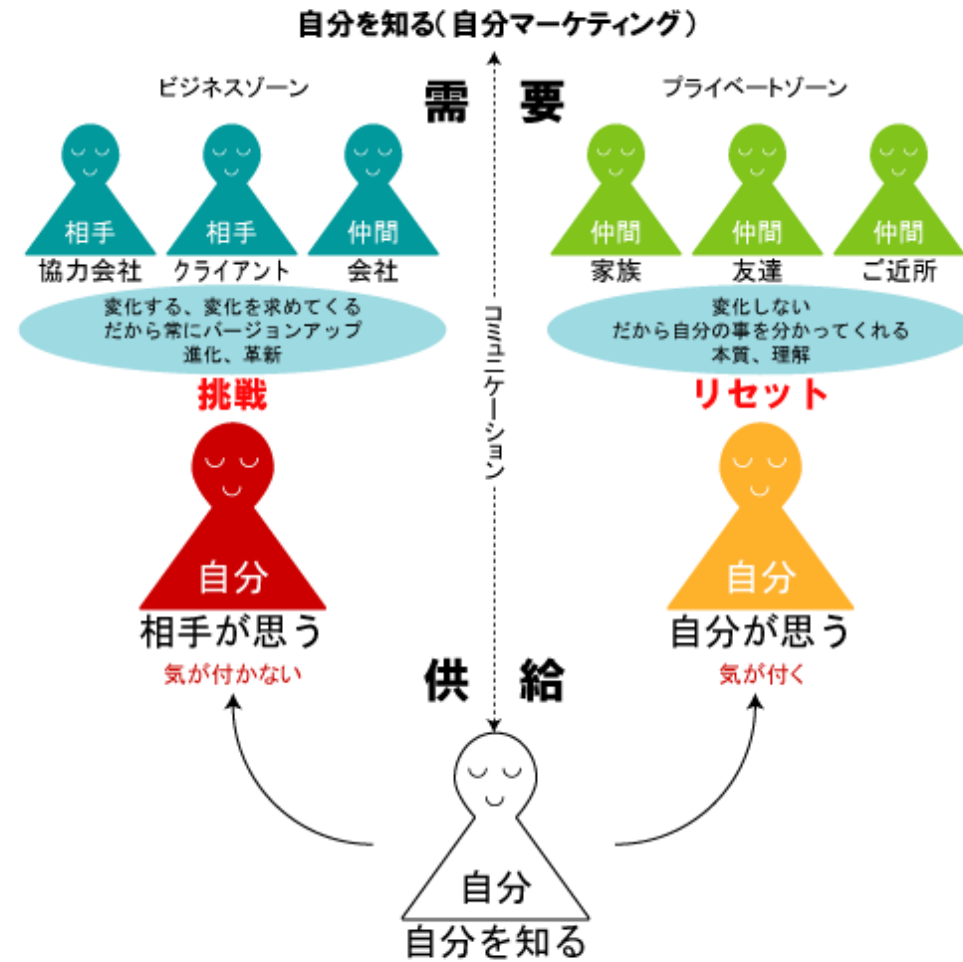 自分を知る(自分マーケティング)
ビジネスゾーン
需要
プライベートゾーン
相手
相手
仲間
仲間
仲間
仲間
協力会社
クライアント
会社
家族
友達
ご近所
変化する、変化を求めてくる
だから常にバージョンアップ
進化、革新
コミュニケーション
変化しない
だから自分の事を分かってくれる
本質、理解
挑戦
リセット
自分
自分
相手が思う
自分が思う
気が付かない
供給
気が付く
自分
自分を知る